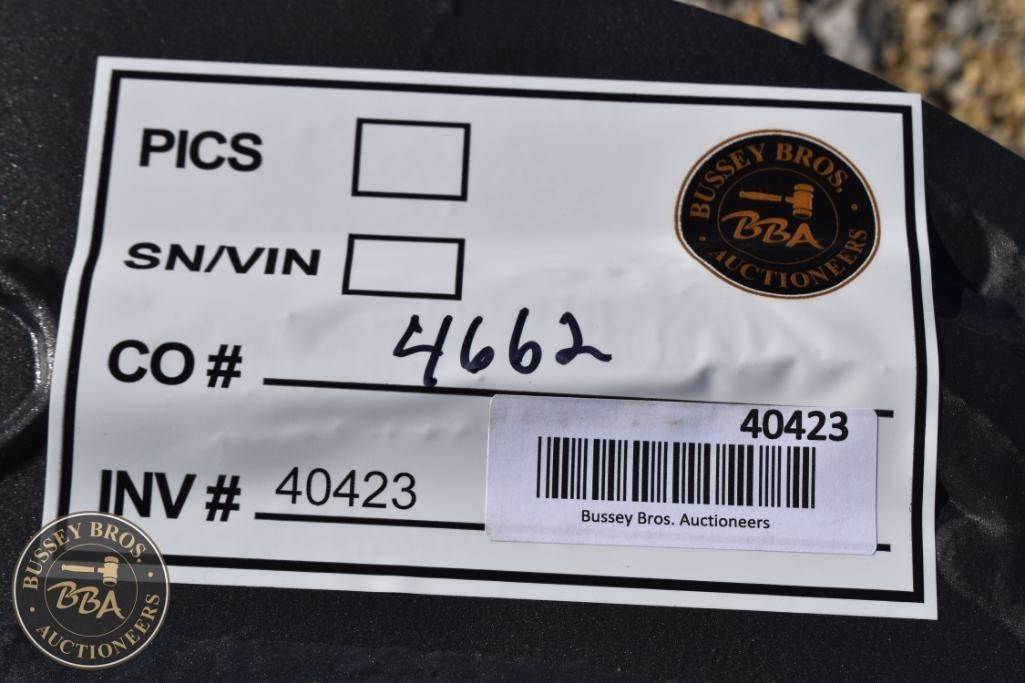 PICS
BUSSEY BROS.
BBA
AUCTIONEERS
SN/VIN
CO # 4662
40423
INV # 40423
Bussey Bros. Auctioneers
BUSSEY BROS.
BBA
AUCTIONEERS